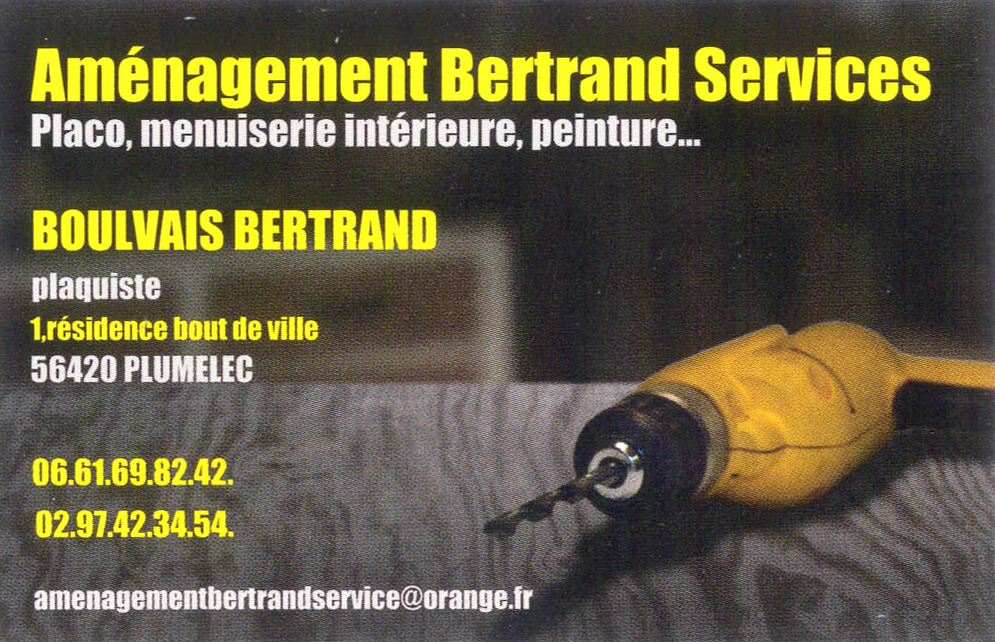 Aménagement Bertrand Services
Placo, menuiserie intérieure, peinture...
BOULVAIS BERTRAND
plaquiste
1,résidence bout de ville
56420 PLUMELEC
06.61.69.82.42.
02.97.42.34.54.
amenagementbertrandservice@orange.fr